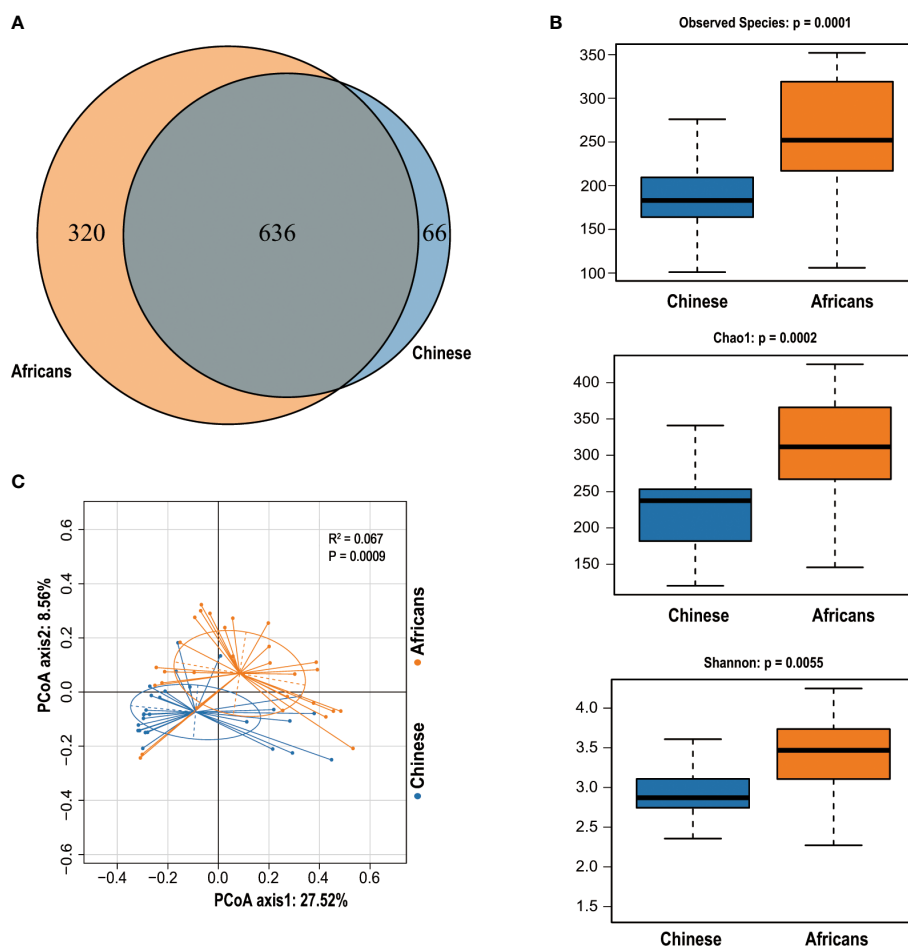 A
320
636
66
Africans
Chinese
B
Observed Species: p = 0.0001
350
300
250
200
150
100
Chinese
Africans
Chao1: p = 0.0002
400
350
300
250
200
150
Chinese
Africans
Shannon: p = 0.0055
4.0
3.5
3.0
2.5
2.0
1.5
Chinese
Africans
C
R² = 0.067
P = 0.0009
PCoA axis2: 8.56%
0.6
0.4
0.2
0.0
−0.2
−0.4
−0.6
−0.4
−0.2
0.0
0.2
0.4
0.6
PCoA axis1: 27.52%
Africans
Chinese